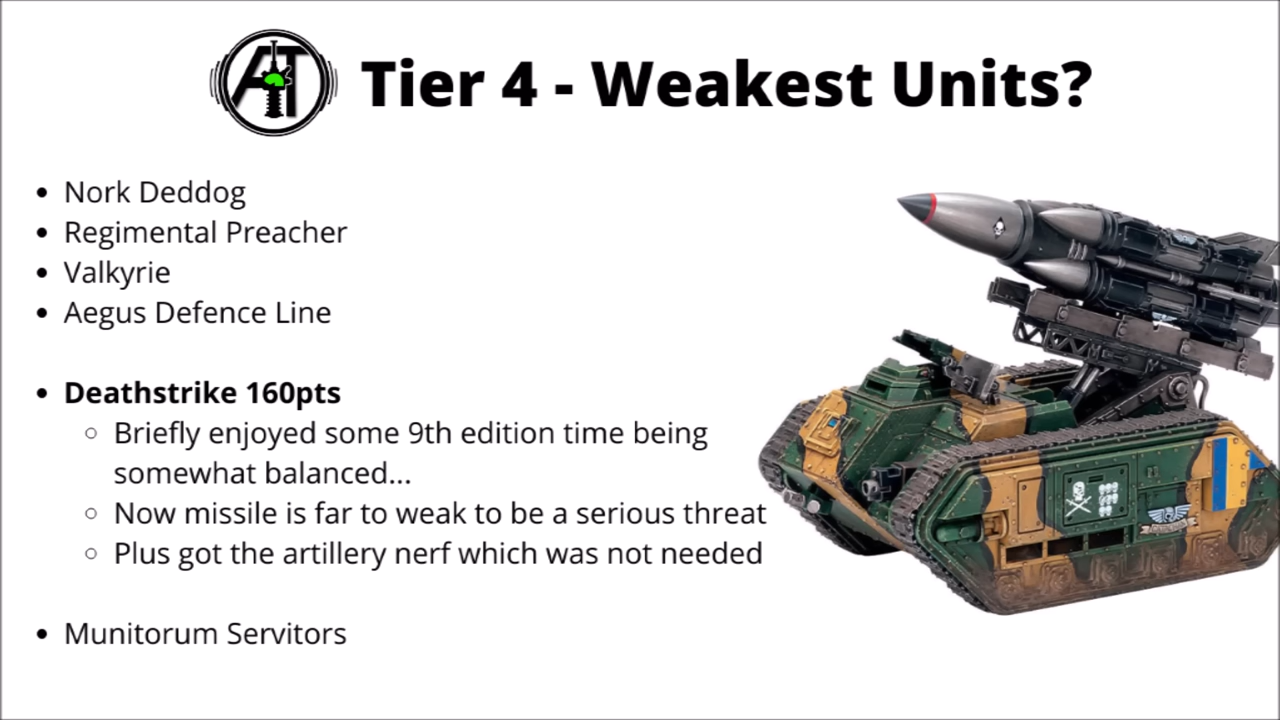 AT
Tier 4 - Weakest Units?
• Nork Deddog
• Regimental Preacher
• Valkyrie
• Aegus Defence Line
• Deathstrike 160pts
○ Briefly enjoyed some 9th edition time being
somewhat balanced...
○ Now missile is far to weak to be a serious threat
○ Plus got the artillery nerf which was not needed
• Munitorum Servitors